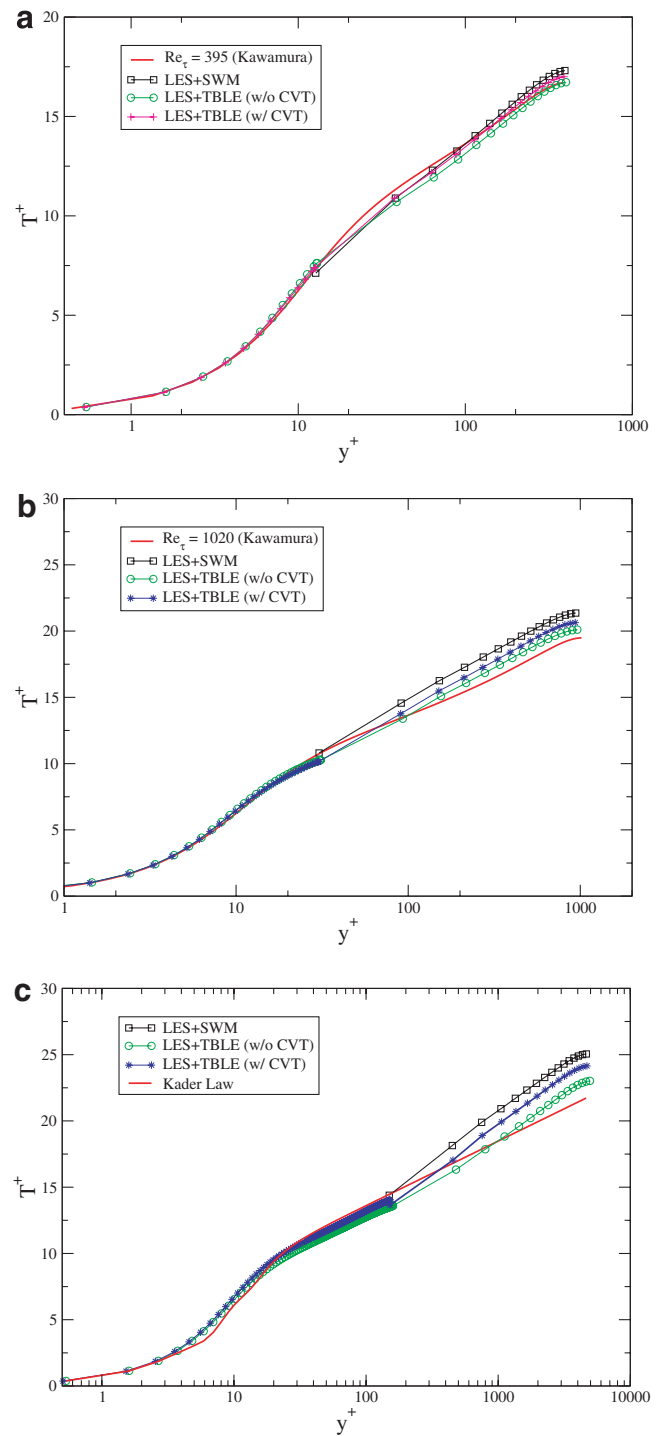 a
20
15
10
5
0
T+
Reτ = 395 (Kawamura)
LES+SWM
LES+TBLE (w/o CVT)
LES+TBLE (w/ CVT)
1
10
100
1000
y+
b
30
25
20
15
10
5
0
T+
Reτ = 1020 (Kawamura)
LES+SWM
LES+TBLE (w/o CVT)
LES+TBLE (w/ CVT)
1
10
100
1000
y+
c
30
25
20
15
10
5
0
T+
LES+SWM
LES+TBLE (w/o CVT)
LES+TBLE (w/ CVT)
Kader Law
1
10
100
1000
10000
y+